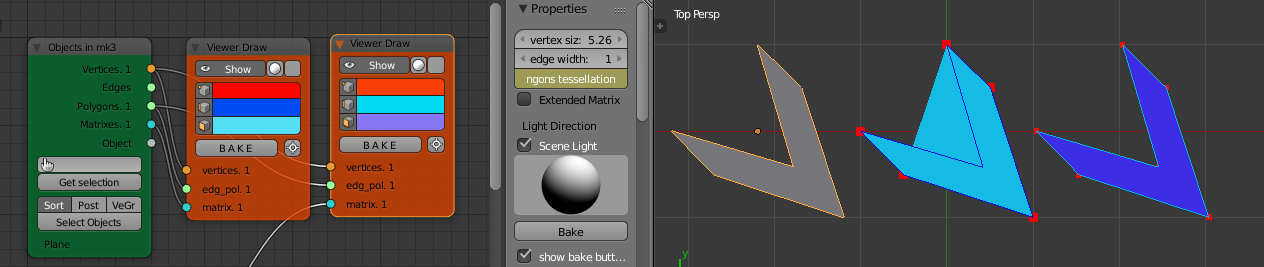 Objects in mk3
Vertices. 1
Edges
Polygons. 1
Matrixes. 1
Object
Get selection
Sort Post VeGr
Select Objects
Plane
Viewer Draw
Show
BAKE
vertices. 1
edg_pol. 1
matrix. 1
Viewer Draw
Show
BAKE
vertices. 1
edg_pol. 1
matrix. 1
Properties
vertex siz: 5.26
edge width: 1
ngons tessellation
Extended Matrix
Light Direction
Scene Light
Bake
show bake butt...
Top Persp
y